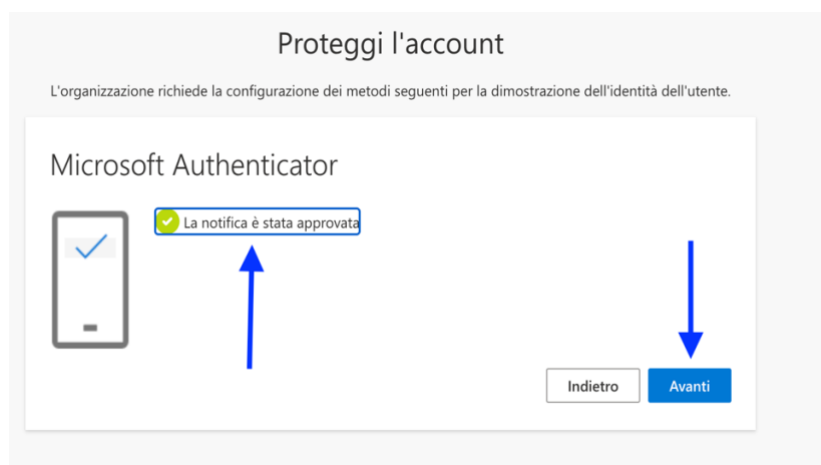 Proteggi l'account
L'organizzazione richiede la configurazione dei metodi seguenti per la dimostrazione dell'identità dell'utente.
Microsoft Authenticator
La notifica è stata approvata
Indietro
Avanti